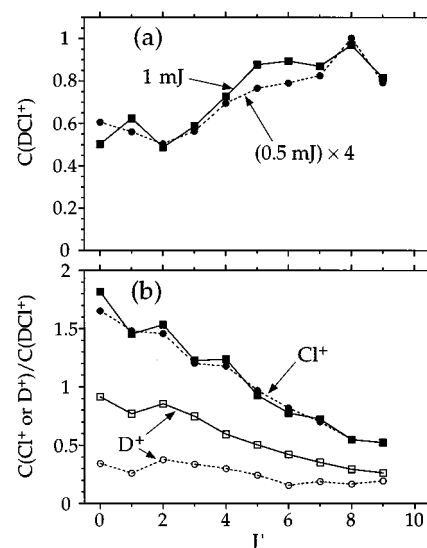 (a)
1
0.8
0.6
0.4
0.2
0
C(DCl⁺)
1 mJ
(0.5 mJ) × 4
(b)
2
1.5
1
0.5
0
C(Cl⁺ or D⁺)/C(DCl⁺)
Cl⁺
D⁺
0 2 4 6 8 10
J'